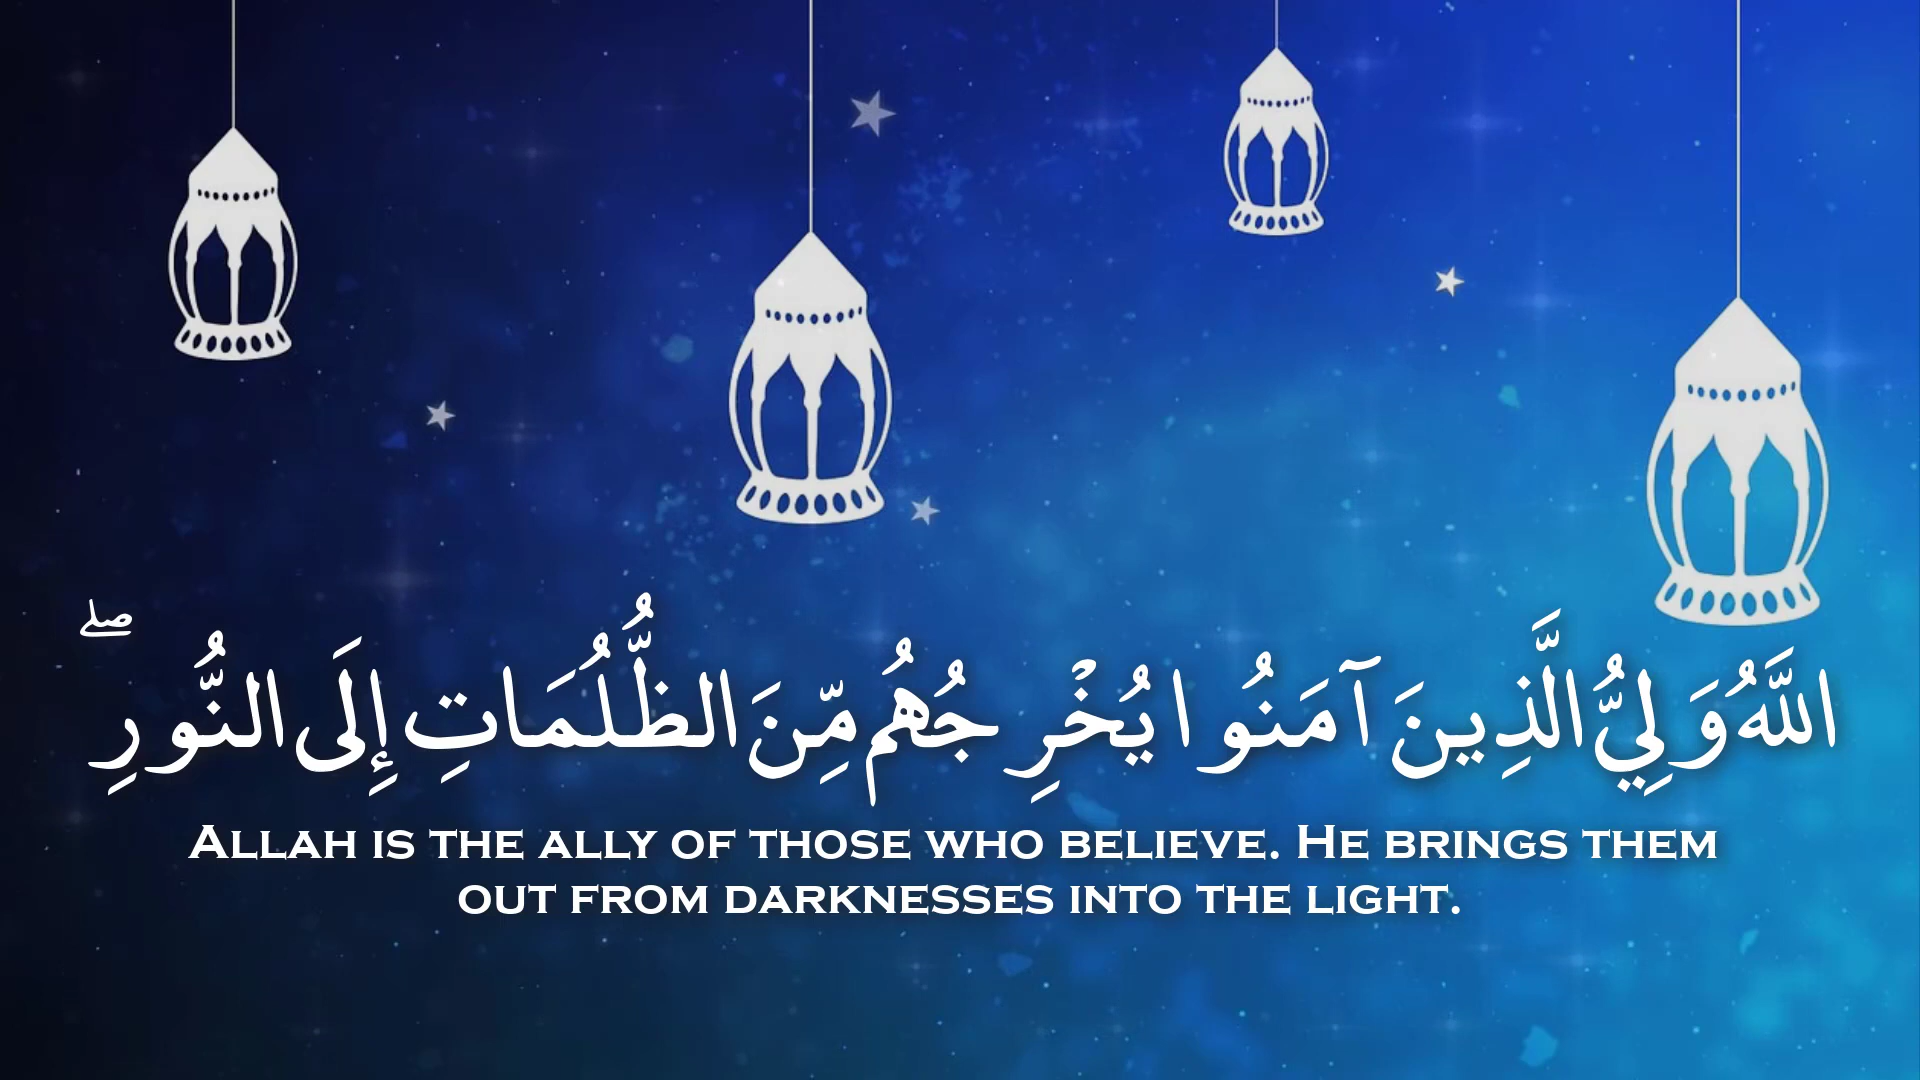 اللَّهُ وَلِيُّ الَّذِينَ آمَنُوا يُخْرِجُهُم مِّنَ الظُّلُمَاتِ إِلَى النُّورِ ۖ
Allah is the ally of those who believe. He brings them
out from darknesses into the light.